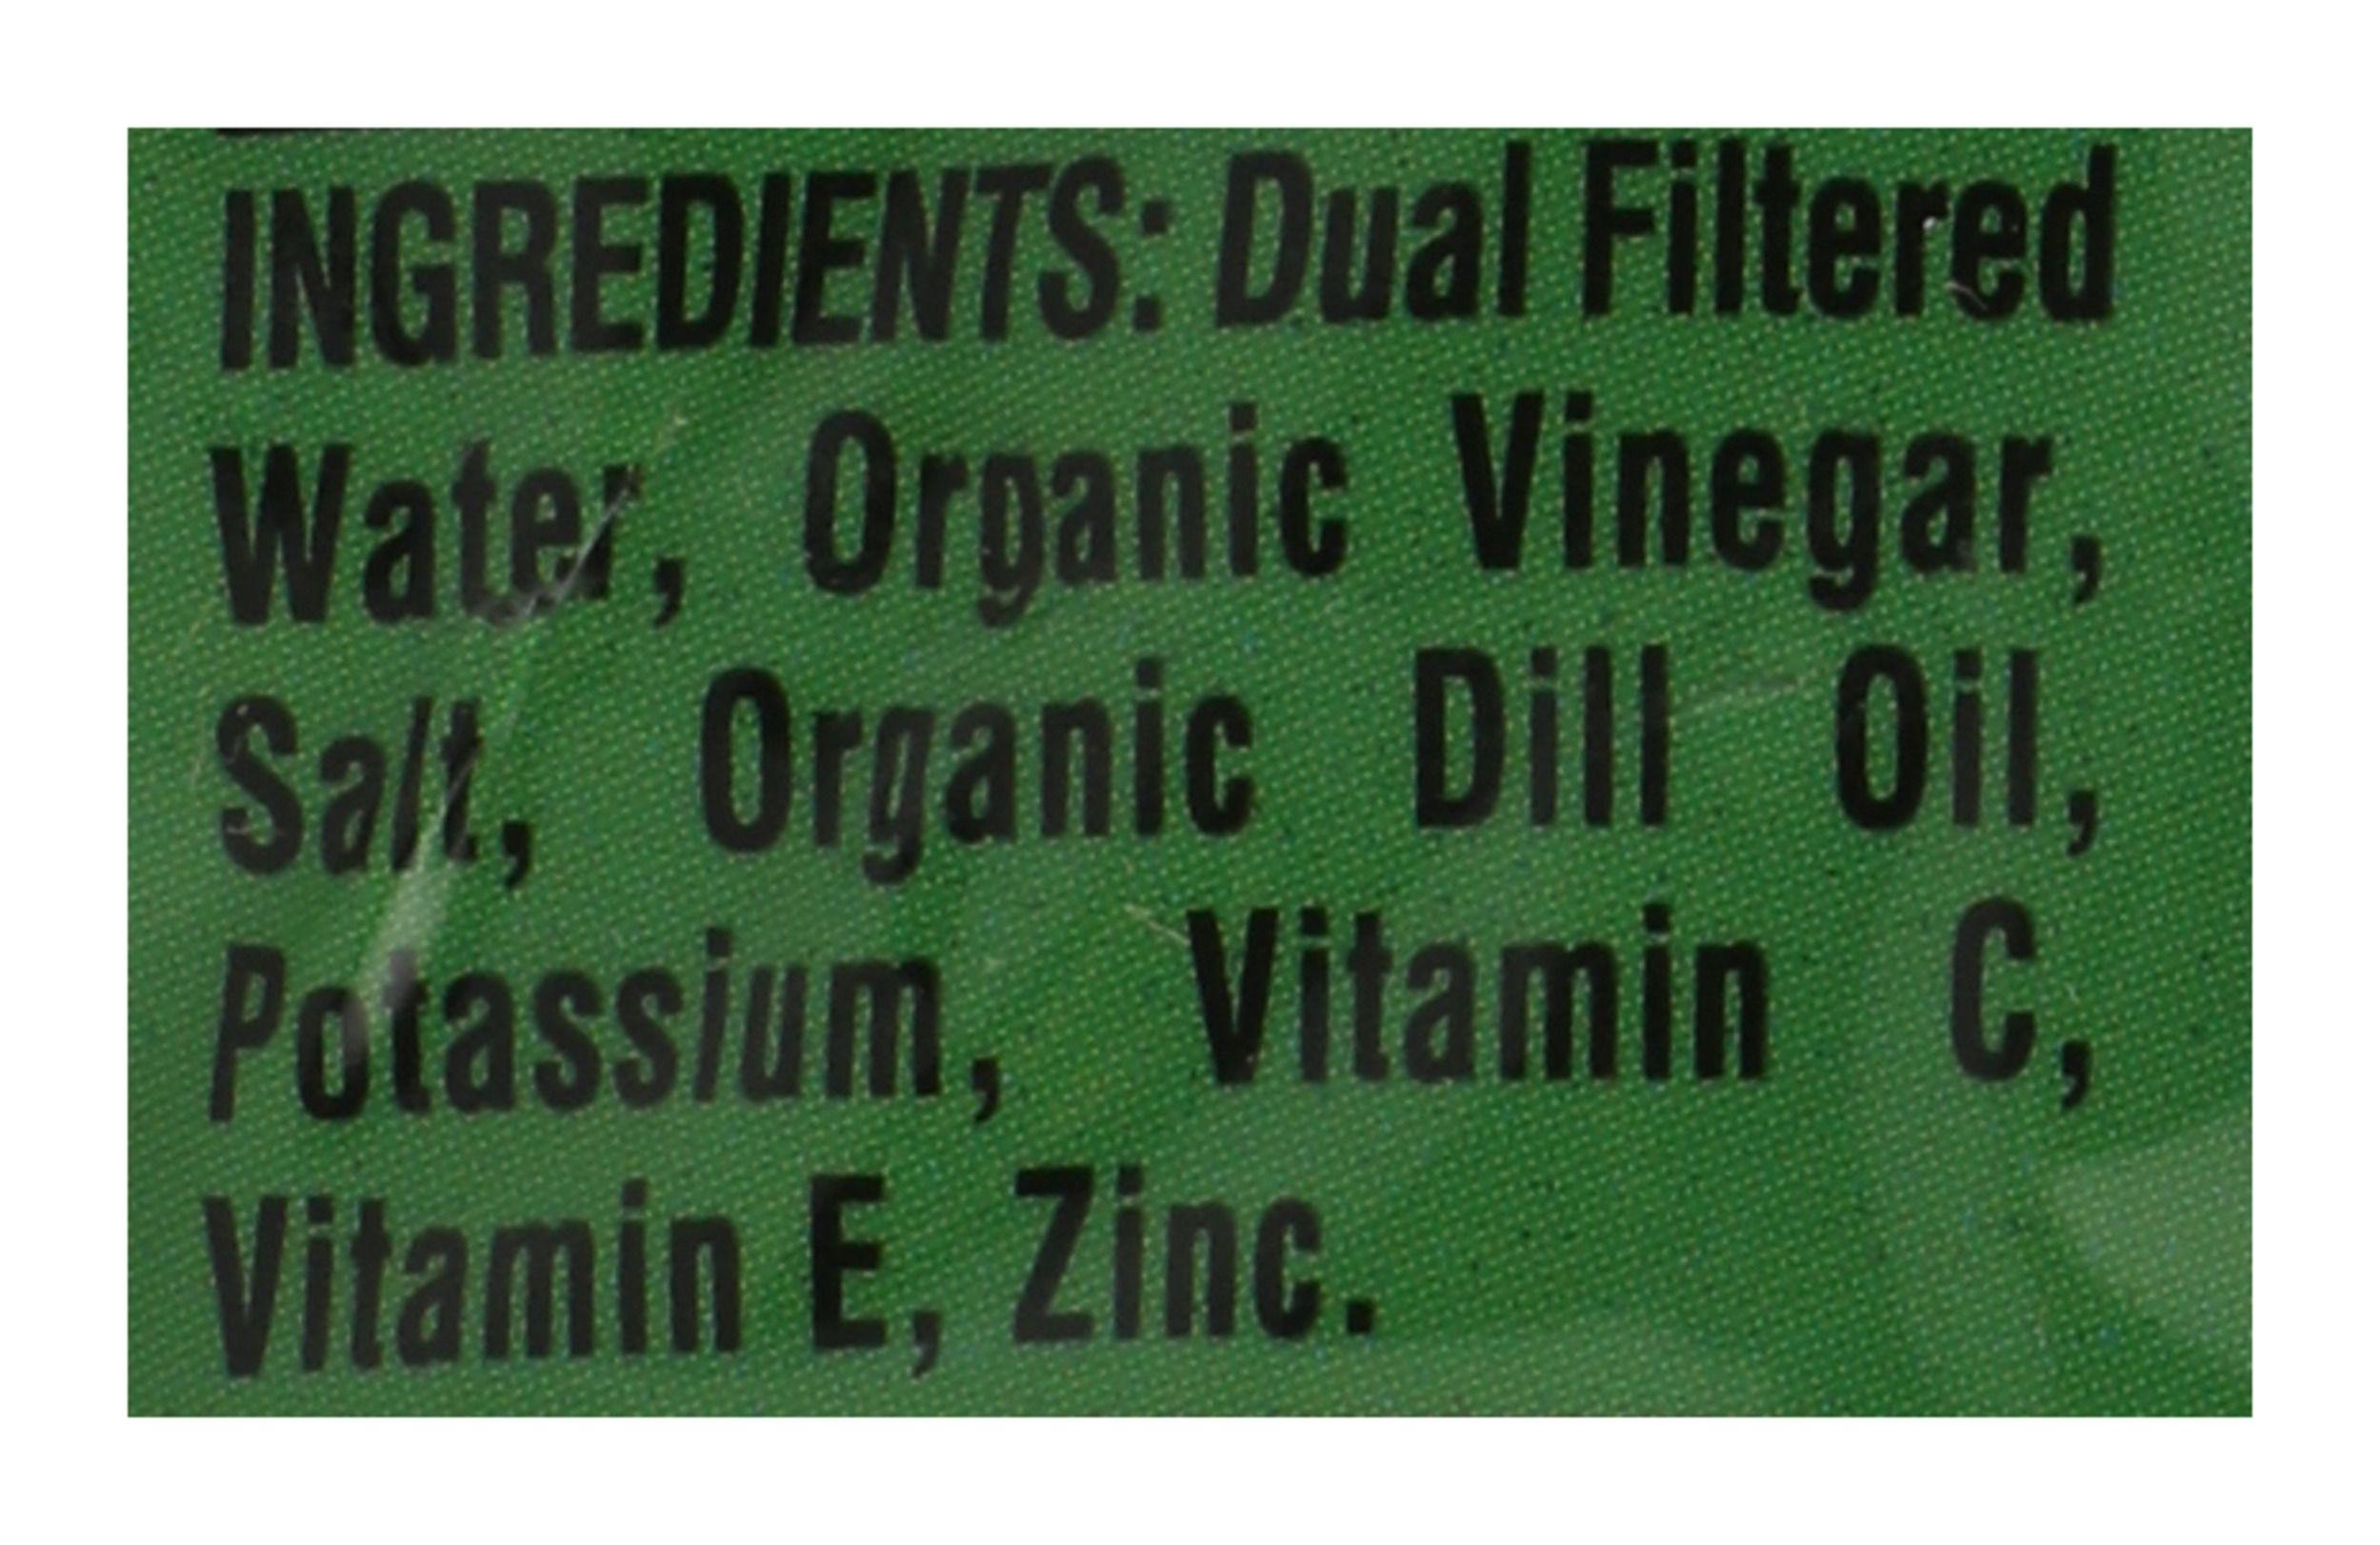 INGREDIENTS: Dual Filtered
Water, Organic Vinegar,
Salt, Organic Dill Oil,
Potassium, Vitamin C,
Vitamin E, Zinc.